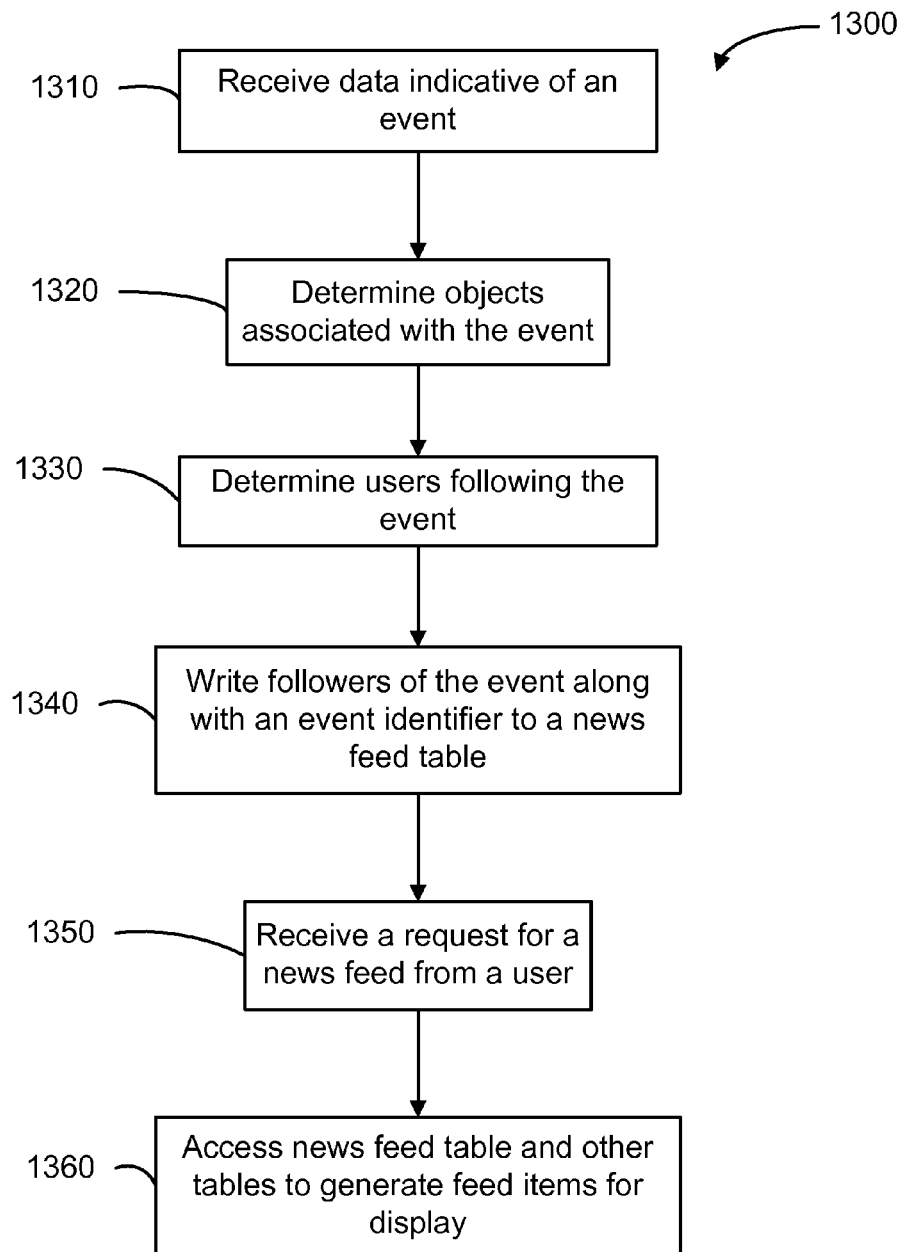 1300
1310
Receive data indicative of an
event
1320
Determine objects
associated with the event
1330
Determine users following the
event
1340
Write followers of the event along
with an event identifier to a news
feed table
1350
Receive a request for a
news feed from a user
1360
Access news feed table and other
tables to generate feed items for
display